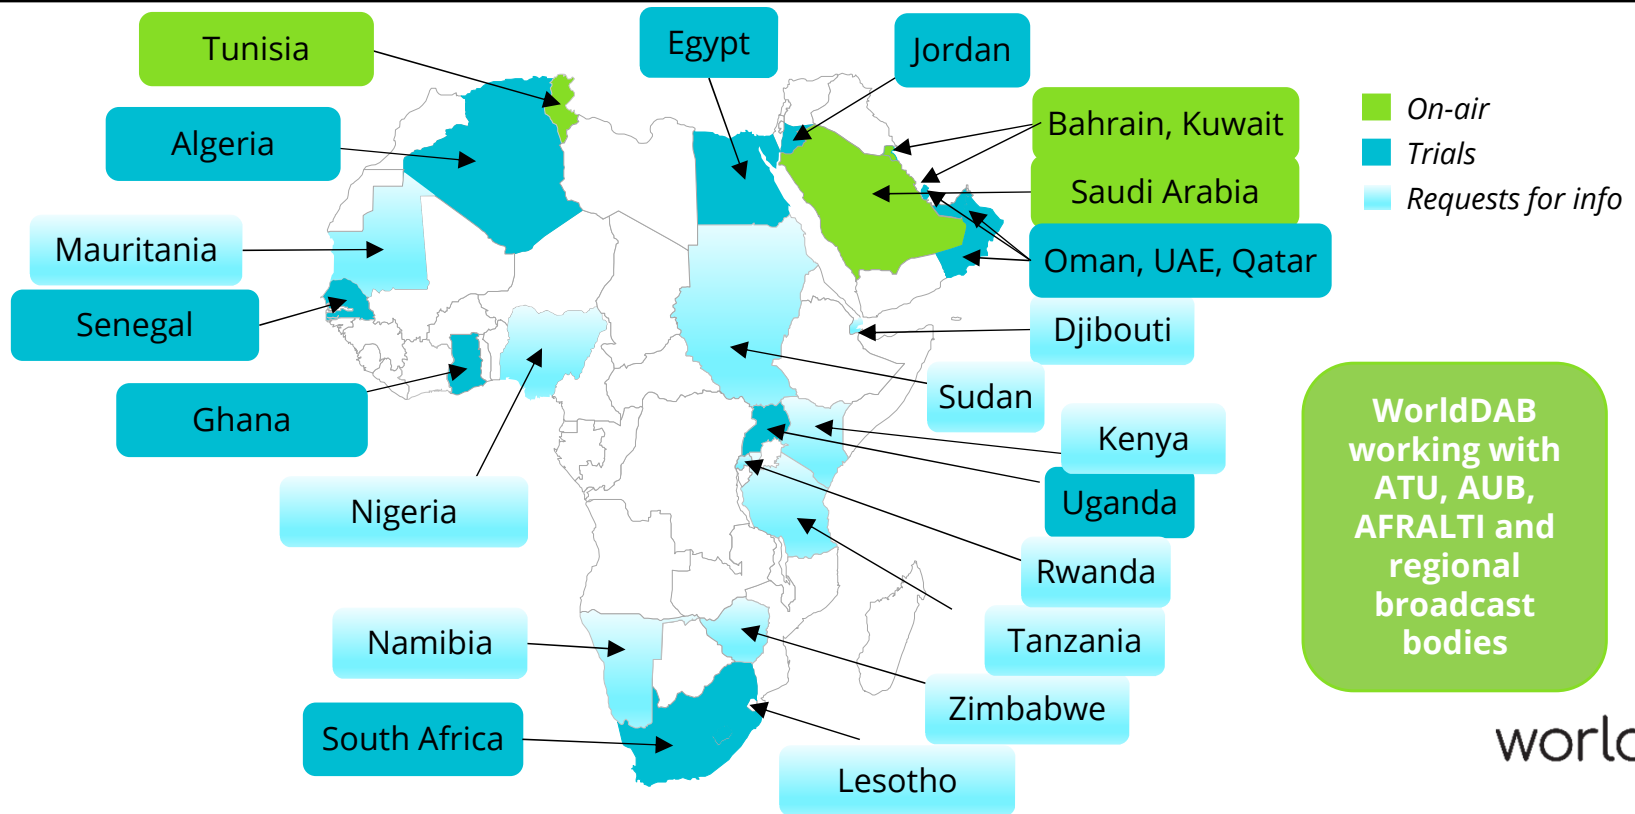 Tunisia
Egypt
Jordan
Algeria
Bahrain, Kuwait
Saudi Arabia
Oman, UAE, Qatar
On-air
Trials
Requests for info
Mauritania
Senegal
Ghana
Nigeria
Djibouti
Sudan
Kenya
Uganda
Rwanda
Tanzania
Namibia
Zimbabwe
South Africa
Lesotho
WorldDAB
working with
ATU, AUB,
AFRALTI and
regional
broadcast
bodies